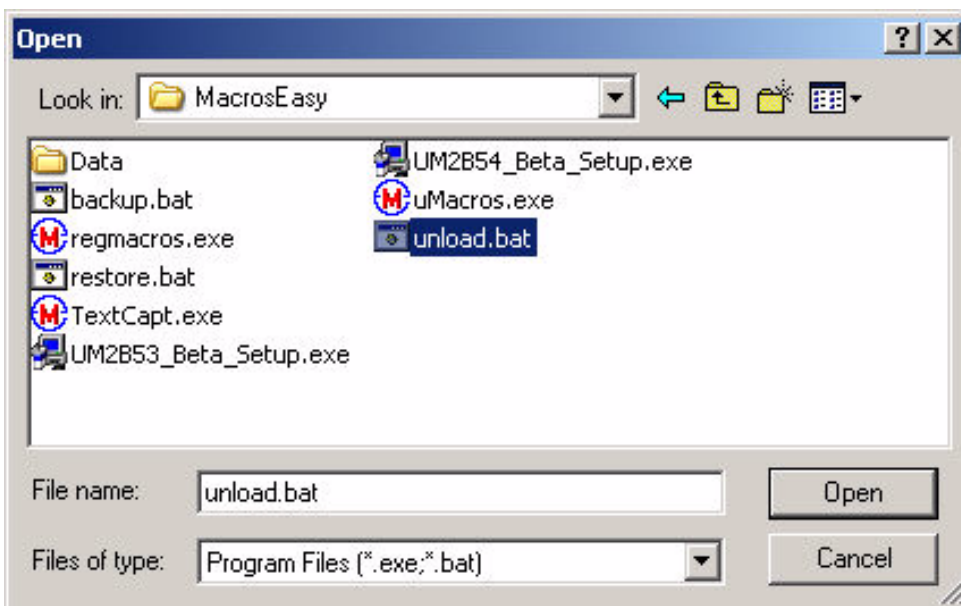 Open
Look in: MacrosEasy
Data
backup.bat
regmacros.exe
restore.bat
TextCapt.exe
UM2B53_Beta_Setup.exe
UM2B54_Beta_Setup.exe
uMacros.exe
unload.bat
File name: unload.bat Open
Files of type: Program Files (*.exe;*.bat) Cancel